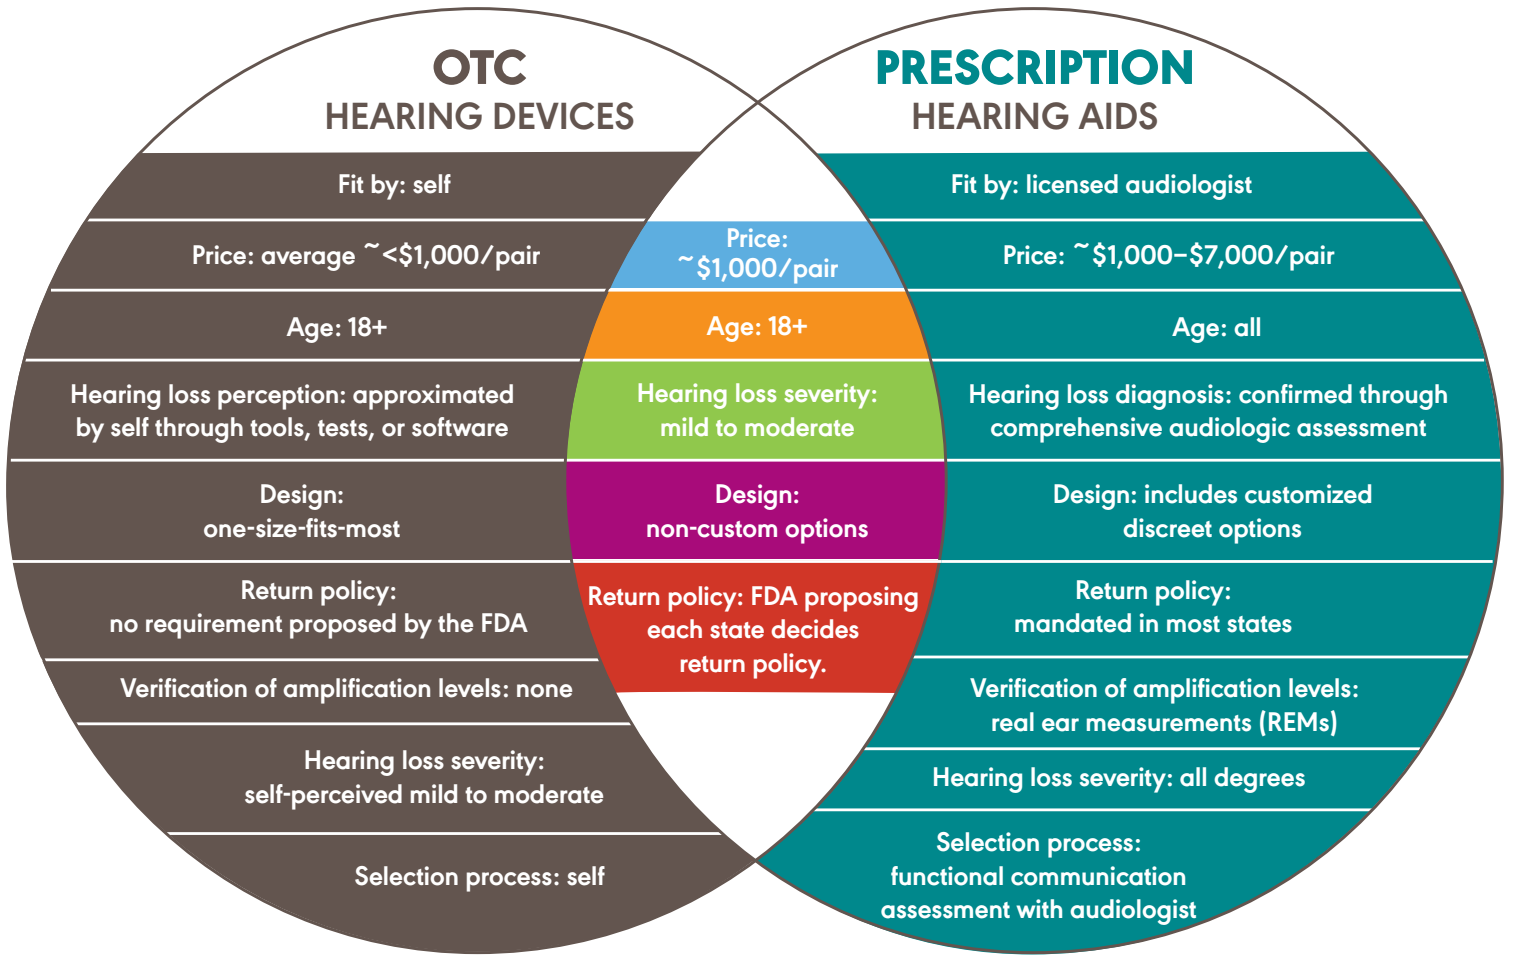 OTC
HEARING DEVICES
Fit by: self
Price: average ~<$1,000/pair
Age: 18+
Hearing loss perception: approximated
by self through tools, tests, or software
Design:
one-size-fits-most
Return policy:
no requirement proposed by the FDA
Verification of amplification levels: none
Hearing loss severity:
self-perceived mild to moderate
Selection process: self
Price:
~$1,000/pair
Age: 18+
Hearing loss severity:
mild to moderate
Design:
non-custom options
Return policy: FDA proposing
each state decides
return policy.
PRESCRIPTION
HEARING AIDS
Fit by: licensed audiologist
Price: ~$1,000–$7,000/pair
Age: all
Hearing loss diagnosis: confirmed through
comprehensive audiologic assessment
Design: includes customized
discreet options
Return policy:
mandated in most states
Verification of amplification levels:
real ear measurements (REMs)
Hearing loss severity: all degrees
Selection process:
functional communication
assessment with audiologist